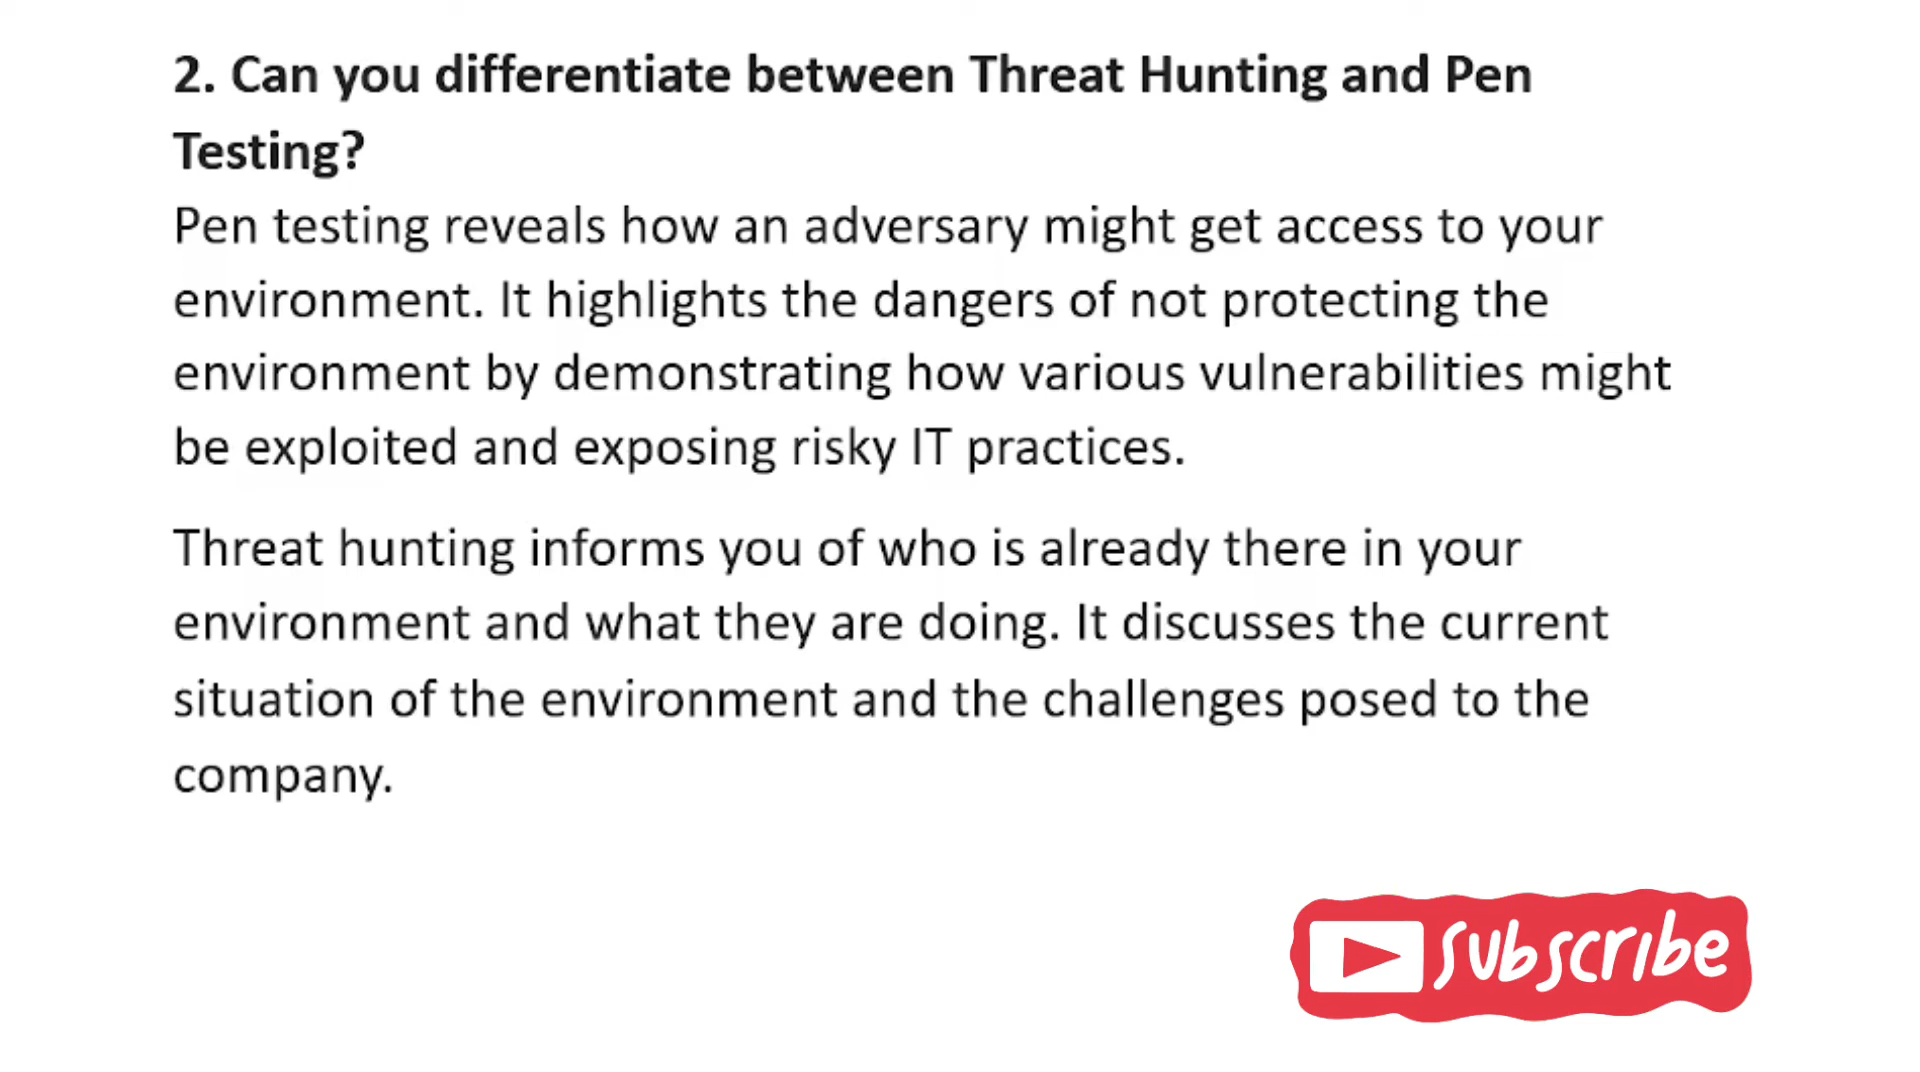 2. Can you differentiate between Threat Hunting and Pen
Testing?
Pen testing reveals how an adversary might get access to your
environment. It highlights the dangers of not protecting the
environment by demonstrating how various vulnerabilities might
be exploited and exposing risky IT practices.
Threat hunting informs you of who is already there in your
environment and what they are doing. It discusses the current
situation of the environment and the challenges posed to the
company.
Subscribe